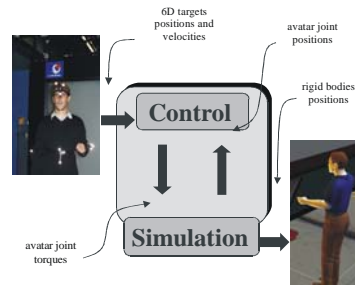 6D targets
positions and
velocities
avatar joint
positions
rigid bodies
positions
Control
avatar joint
torques
Simulation